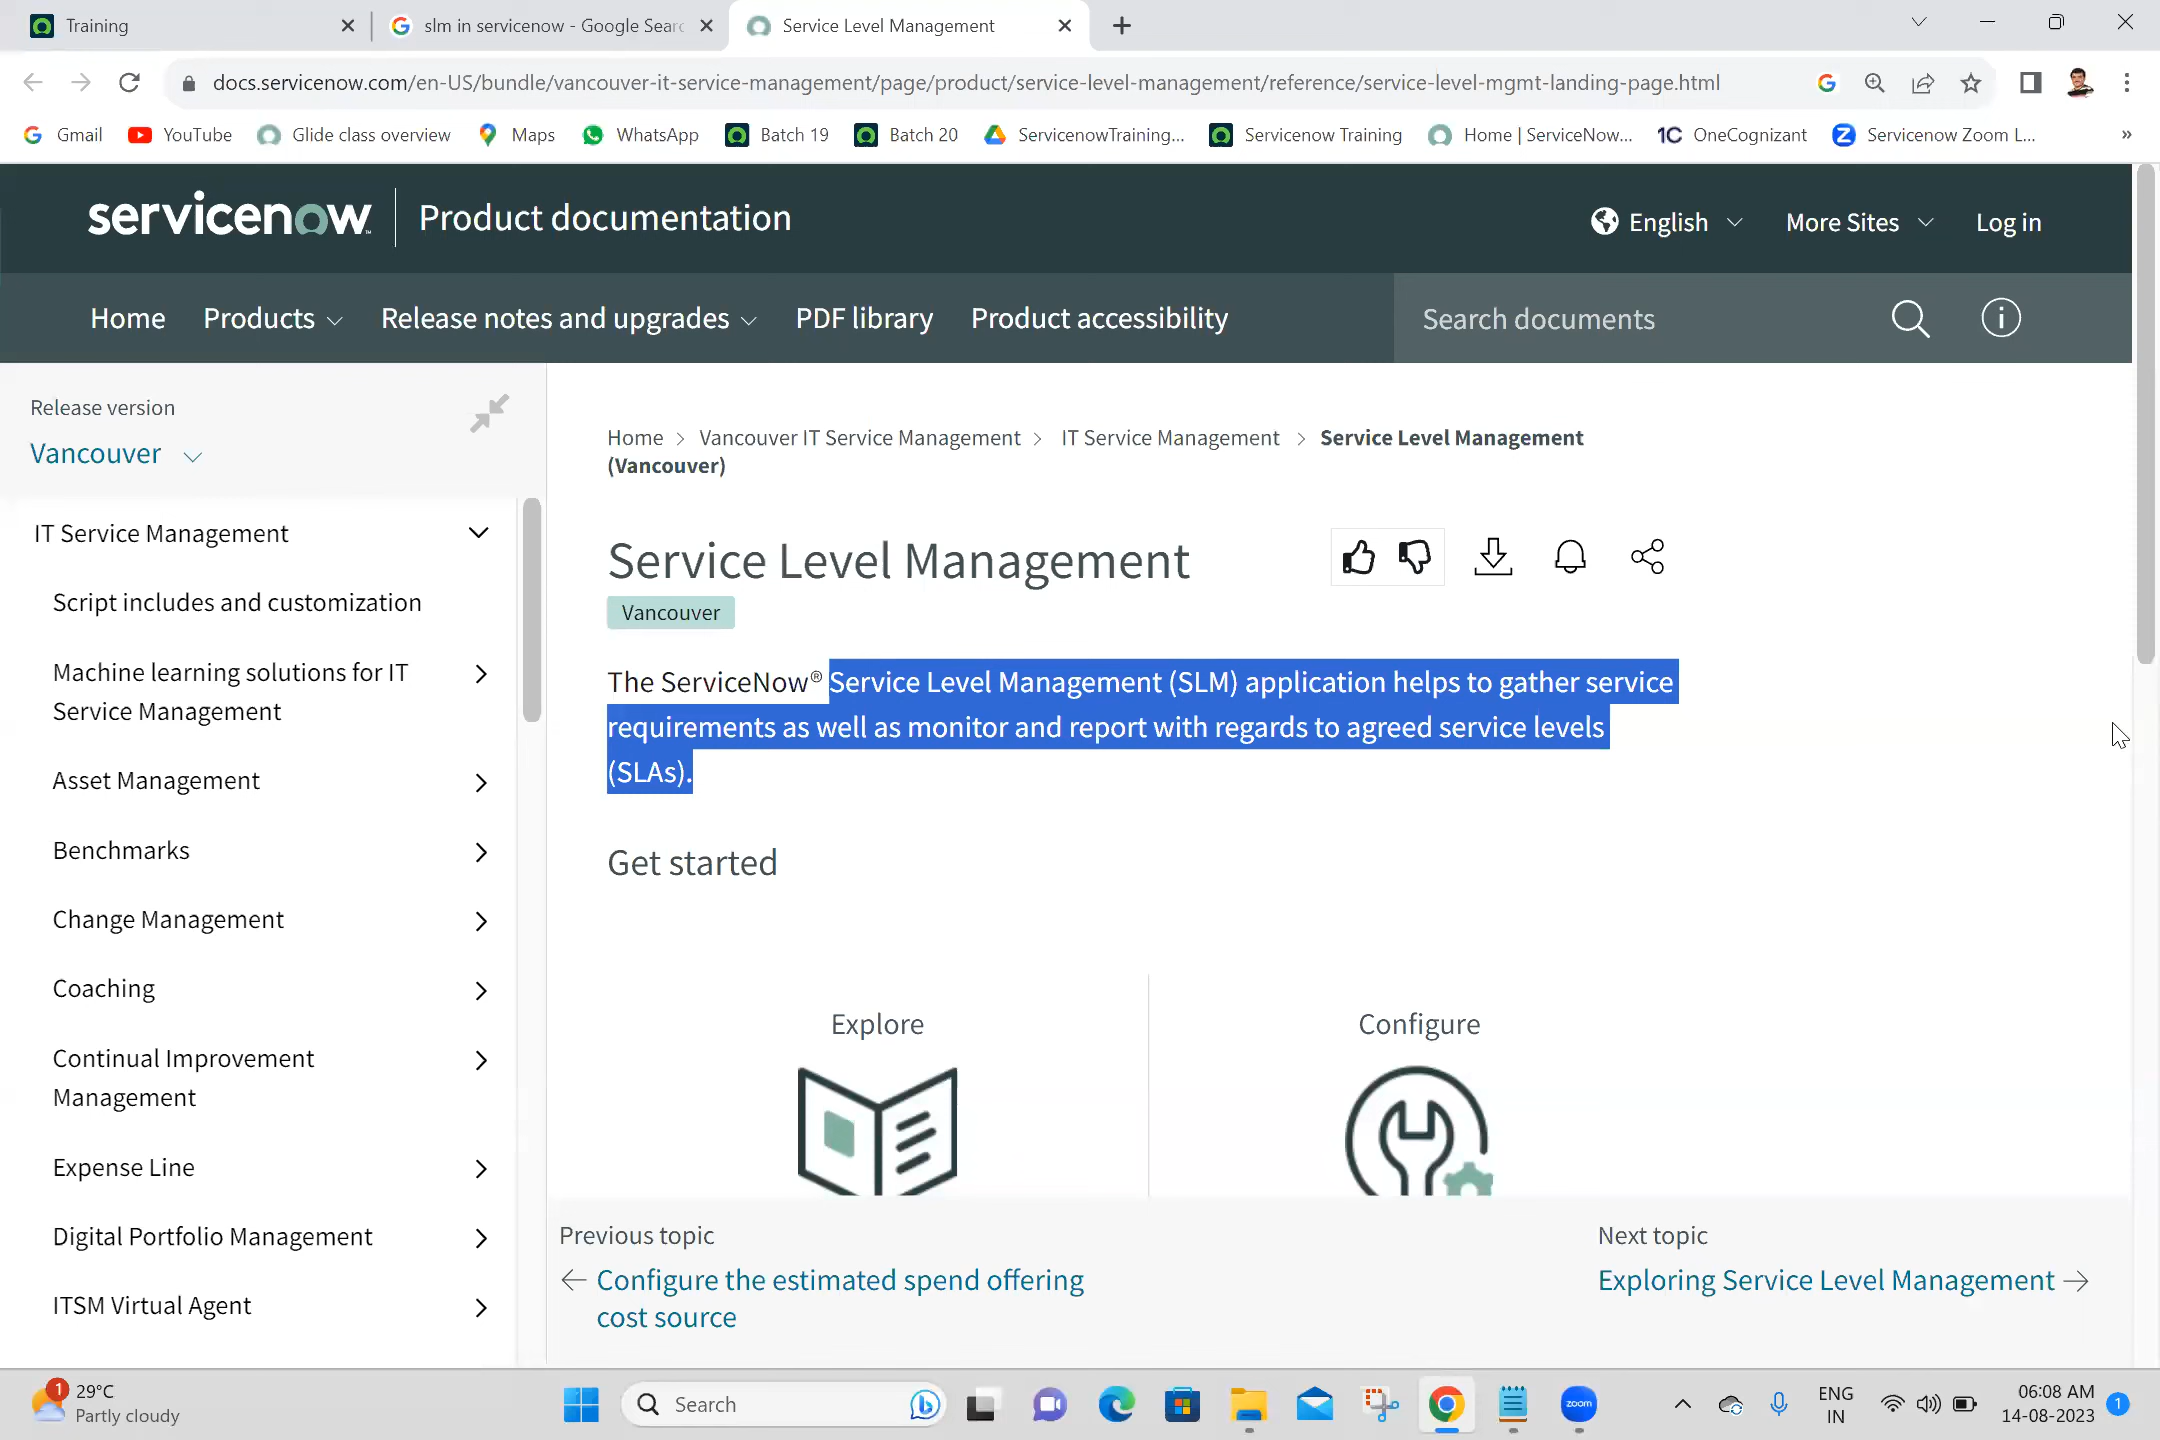 Training
slm in servicenow - Google Sear
Service Level Management
docs.servicenow.com/en-US/bundle/vancouver-it-service-management/page/product/service-level-management/reference/service-level-mgmt-landing-page.html
Gmail
YouTube
Glide class overview
Maps
WhatsApp
Batch 19
Batch 20
ServicenowTraining...
Servicenow Training
Home | ServiceNow...
1C OneCognizant
Servicenow Zoom L...
»
servicenow
Product documentation
English
More Sites
Log in
Home
Products
Release notes and upgrades
PDF library
Product accessibility
Search documents
Release version
Vancouver
IT Service Management
Script includes and customization
Machine learning solutions for IT
Service Management
Asset Management
Benchmarks
Change Management
Coaching
Continual Improvement
Management
Expense Line
Digital Portfolio Management
ITSM Virtual Agent
Home > Vancouver IT Service Management > IT Service Management > Service Level Management
(Vancouver)
Service Level Management
Vancouver
The ServiceNow® Service Level Management (SLM) application helps to gather service
requirements as well as monitor and report with regards to agreed service levels
(SLAs).
Get started
Explore
Configure
Previous topic
← Configure the estimated spend offering
cost source
Next topic
Exploring Service Level Management →
1
29°C
Partly cloudy
Search
zoom
ENG
IN
06:08 AM
14-08-2023
1